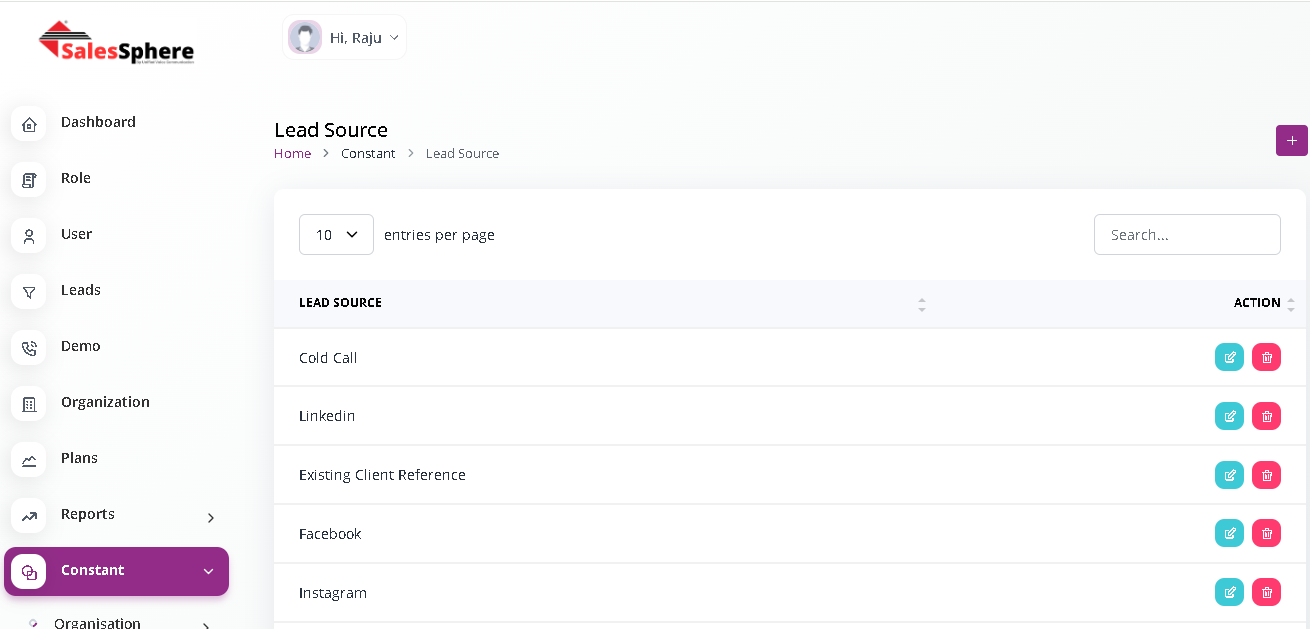 SalesSphere
Hi, Raju
Dashboard
Role
User
Leads
Demo
Organization
Plans
Reports
Constant
Organisation
Lead Source
Home > Constant > Lead Source
+
10 entries per page
Search...
LEAD SOURCE ACTION
Cold Call
Linkedin
Existing Client Reference
Facebook
Instagram